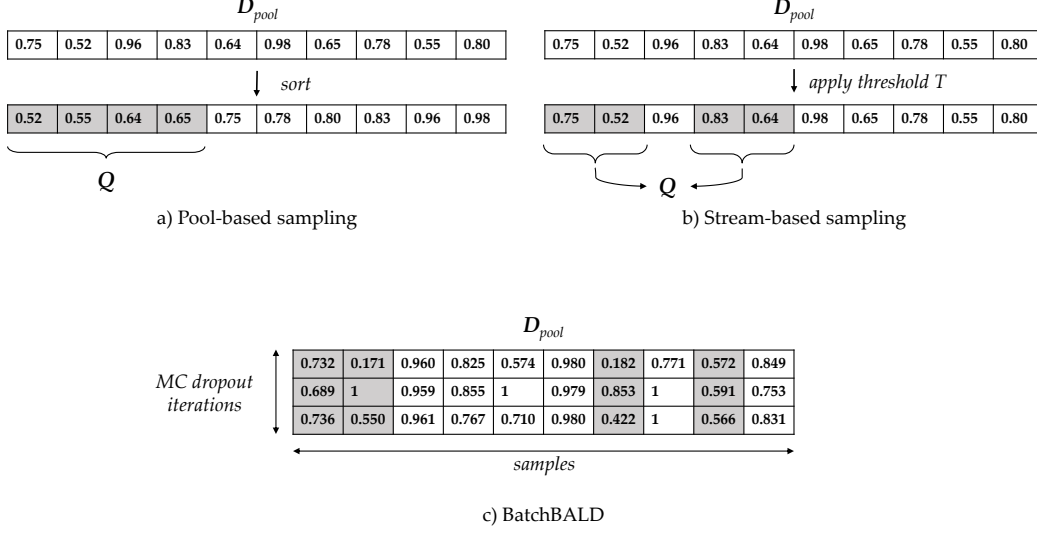 D_pool
0.75 0.52 0.96 0.83 0.64 0.98 0.65 0.78 0.55 0.80
sort
0.52 0.55 0.64 0.65 0.75 0.78 0.80 0.83 0.96 0.98
Q
a) Pool-based sampling
D_pool
0.75 0.52 0.96 0.83 0.64 0.98 0.65 0.78 0.55 0.80
apply threshold T
0.75 0.52 0.96 0.83 0.64 0.98 0.65 0.78 0.55 0.80
Q
b) Stream-based sampling
D_pool
MC dropout
iterations
0.732 0.171 0.960 0.825 0.574 0.980 0.182 0.771 0.572 0.849
0.689 1 0.959 0.855 1 0.979 0.853 1 0.591 0.753
0.736 0.550 0.961 0.767 0.710 0.980 0.422 1 0.566 0.831
samples
c) BatchBALD